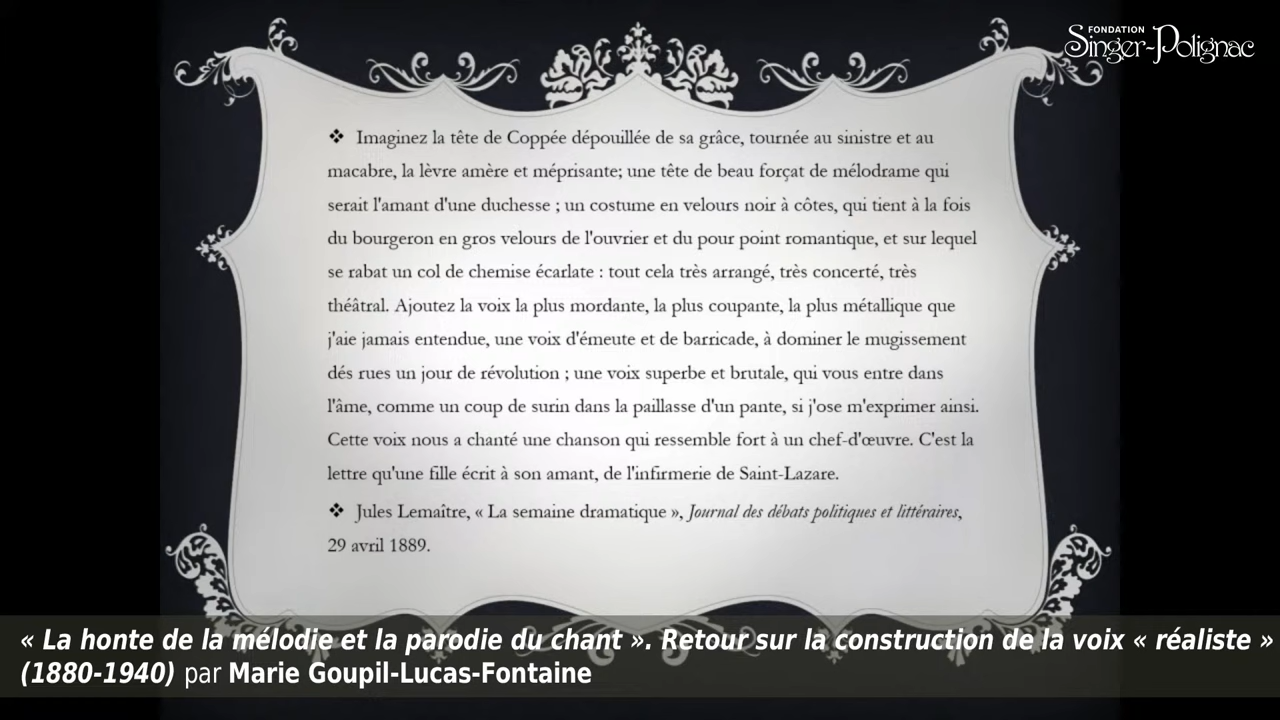 FONDATION
Singer-Polignac
❖ Imaginez la tête de Coppée dépouillée de sa grâce, tournée au sinistre et au
macabre, la lèvre amère et méprisante; une tête de beau forçat de mélodrame qui
serait l'amant d'une duchesse ; un costume en velours noir à côtes, qui tient à la fois
du bourgeron en gros velours de l'ouvrier et du pour point romantique, et sur lequel
se rabat un col de chemise écarlate : tout cela très arrangé, très concerté, très
théâtral. Ajoutez la voix la plus mordante, la plus coupante, la plus métallique que
j'aie jamais entendue, une voix d'émeute et de barricade, à dominer le mugissement
dés rues un jour de révolution ; une voix superbe et brutale, qui vous entre dans
l'âme, comme un coup de surin dans la paillasse d'un pante, si j'ose m'exprimer ainsi.
Cette voix nous a chanté une chanson qui ressemble fort à un chef-d'œuvre. C'est la
lettre qu'une fille écrit à son amant, de l'infirmerie de Saint-Lazare.
❖ Jules Lemaître, « La semaine dramatique », Journal des débats politiques et littéraires,
29 avril 1889.
« La honte de la mélodie et la parodie du chant ». Retour sur la construction de la voix « réaliste »
(1880-1940) par Marie Goupil-Lucas-Fontaine